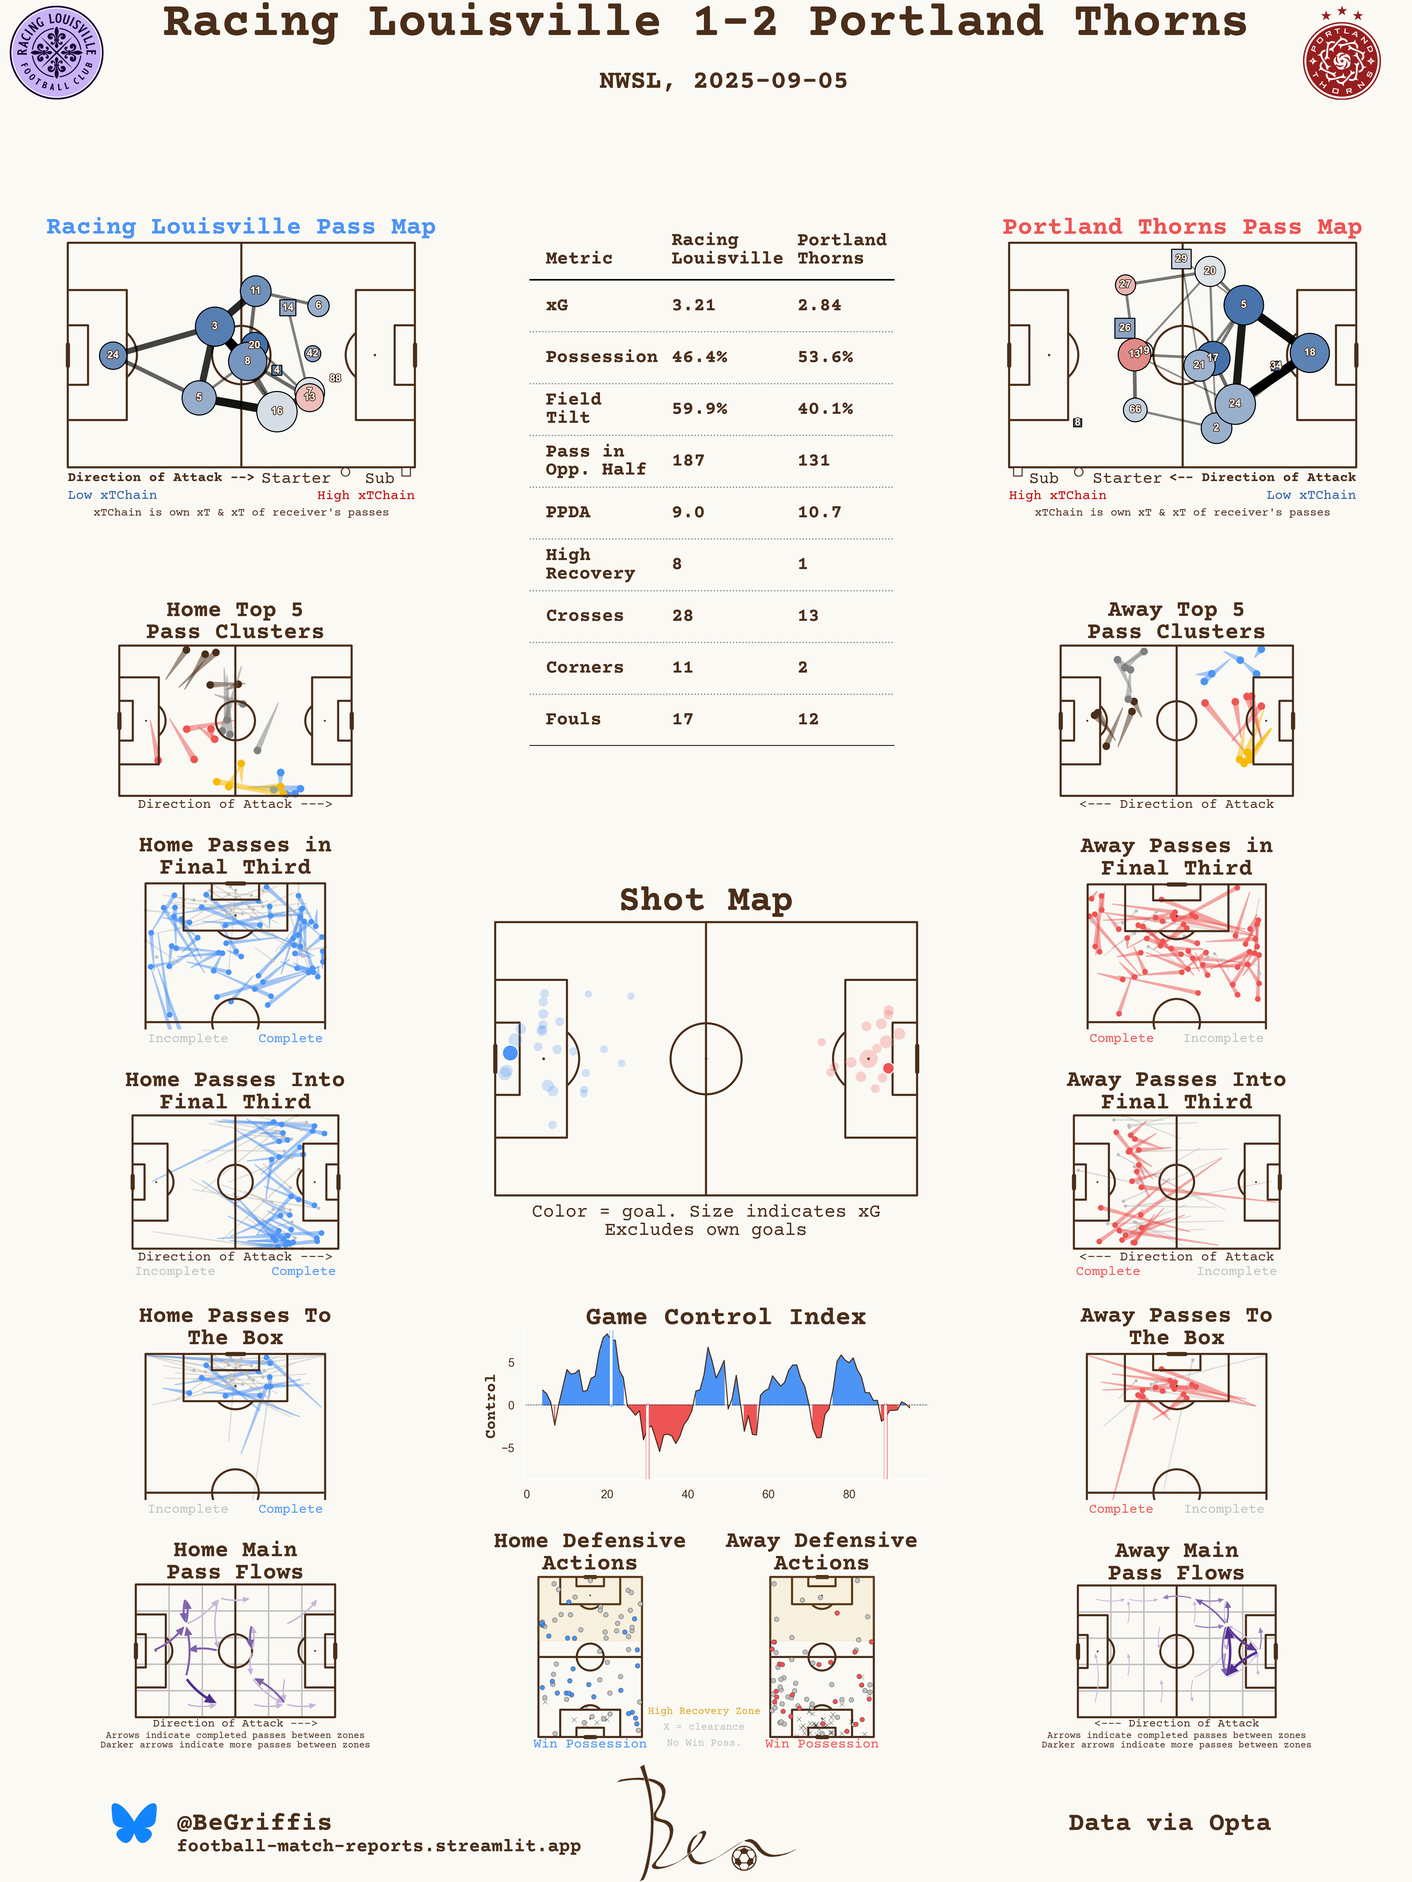 Racing Louisville 1-2 Portland Thorns
NWSL, 2025-09-05
RACING LOUISVILLE
FOOTBALL CLUB
PORTLAND
THORNS
Racing Louisville Pass Map
11
14
6
3
20
24
8
42
4
88
7
5
13
16
Direction of Attack --> Starter Sub
Low xTChain High xTChain
xTChain is own xT & xT of receiver's passes
Metric Racing Louisville Portland Thorns
xG 3.21 2.84
Possession 46.4% 53.6%
Field Tilt 59.9% 40.1%
Pass in Opp. Half 187 131
PPDA 9.0 10.7
High Recovery 8 1
Crosses 28 13
Corners 11 2
Fouls 17 12
Portland Thorns Pass Map
29
20
27
5
26
13
19
17
21
18
34
66
24
2
8
Sub Starter <-- Direction of Attack
High xTChain Low xTChain
xTChain is own xT & xT of receiver's passes
Home Top 5
Pass Clusters
Direction of Attack --->
Away Top 5
Pass Clusters
<--- Direction of Attack
Home Passes in
Final Third
Incomplete Complete
Away Passes in
Final Third
Complete Incomplete
Shot Map
Color = goal. Size indicates xG
Excludes own goals
Home Passes Into
Final Third
Direction of Attack --->
Incomplete Complete
Away Passes Into
Final Third
<--- Direction of Attack
Complete Incomplete
Home Passes To
The Box
Incomplete Complete
Game Control Index
Control
5
0
−5
0 20 40 60 80
Away Passes To
The Box
Complete Incomplete
Home Main
Pass Flows
Direction of Attack --->
Arrows indicate completed passes between zones
Darker arrows indicate more passes between zones
Home Defensive
Actions
Win Possession
High Recovery Zone
X = clearance
No Win Poss.
Away Defensive
Actions
Win Possession
Away Main
Pass Flows
<--- Direction of Attack
Arrows indicate completed passes between zones
Darker arrows indicate more passes between zones
@BeGriffis
football-match-reports.streamlit.app
Ben
Data via Opta